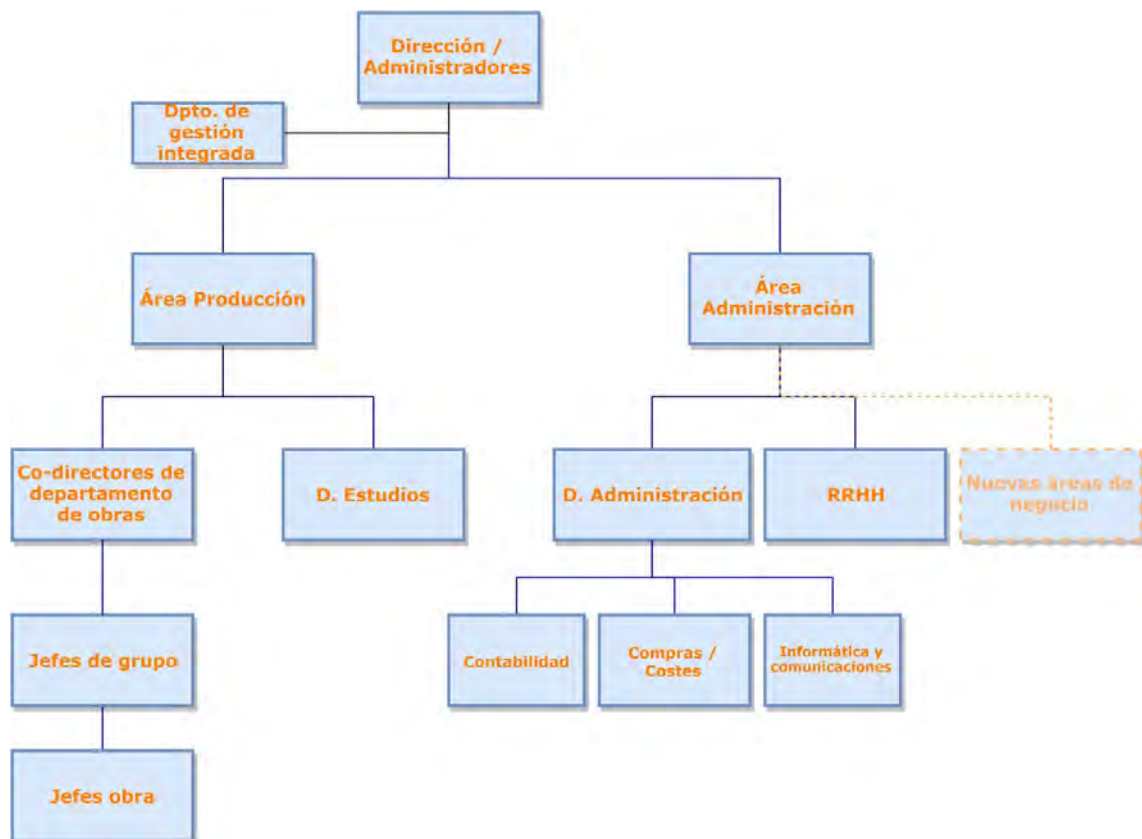 Dirección /
Administradores
Dpto. de
gestión
integrada
Área Producción
Área
Administración
Co-directores de
departamento
de obras
D. Estudios
D. Administración
RRHH
Nuevas áreas de
negocio
Jefes de grupo
Contabilidad
Compras /
Costes
Informática y
comunicaciones
Jefes obra